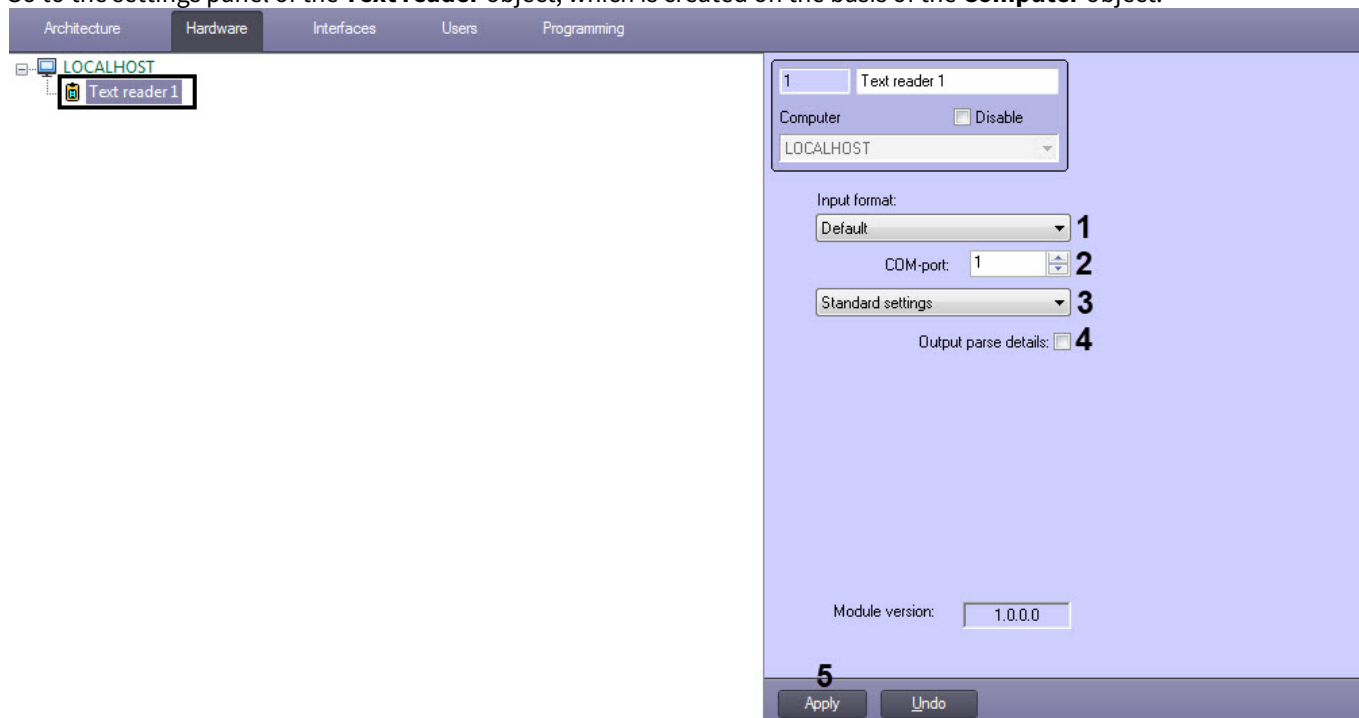 Go to the settings panel of the Text reader object, which is created on the basis of the Computer object.
Architecture Hardware Interfaces Users Programming
LOCALHOST
Text reader 1
1 Text reader 1
Computer Disable
LOCALHOST
Input format:
Default 1
COM-port: 1 2
Standard settings 3
Output parse details: 4
Module version: 1.0.0.0
5
Apply Undo